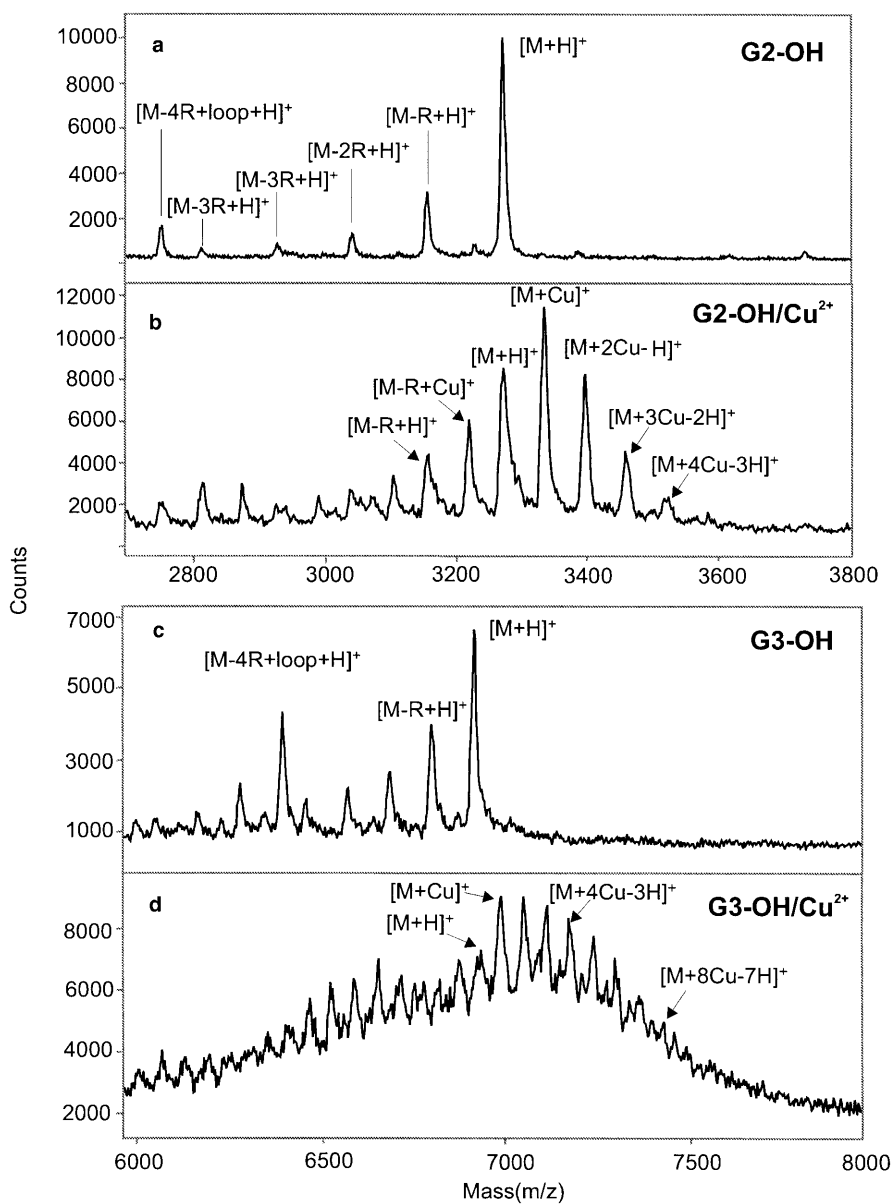 a
G2-OH
[M+H]⁺
[M-4R+loop+H]⁺
[M-R+H]⁺
[M-2R+H]⁺
[M-3R+H]⁺
[M-3R+H]⁺
10000
8000
6000
4000
2000
b
G2-OH/Cu²⁺
[M+Cu]⁺
[M+H]⁺
[M+2Cu-H]⁺
[M-R+Cu]⁺
[M-R+H]⁺
[M+3Cu-2H]⁺
[M+4Cu-3H]⁺
12000
10000
8000
6000
4000
2000
2800 3000 3200 3400 3600 3800
Counts
c
G3-OH
[M+H]⁺
[M-4R+loop+H]⁺
[M-R+H]⁺
7000
5000
3000
1000
d
G3-OH/Cu²⁺
[M+Cu]⁺
[M+4Cu-3H]⁺
[M+H]⁺
[M+8Cu-7H]⁺
8000
6000
4000
2000
6000 6500 7000 7500 8000
Mass(m/z)